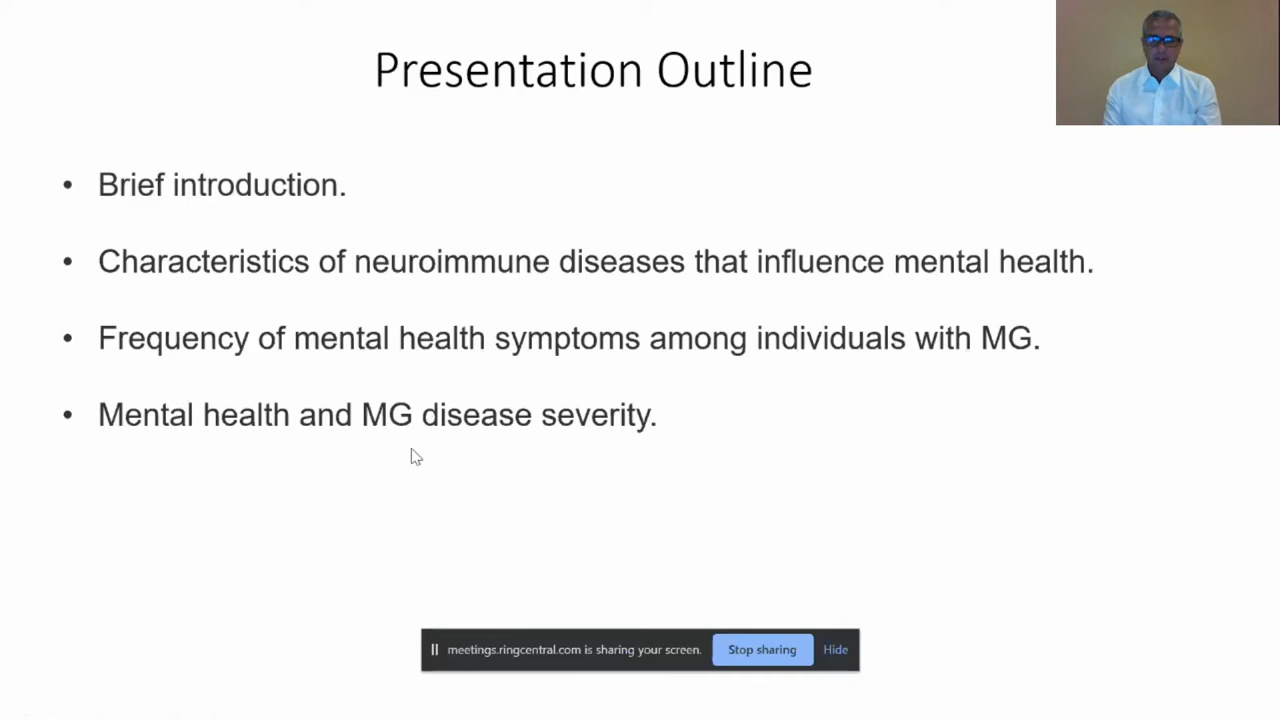 Presentation Outline
• Brief introduction.
• Characteristics of neuroimmune diseases that influence mental health.
• Frequency of mental health symptoms among individuals with MG.
• Mental health and MG disease severity.
meetings.ringcentral.com is sharing your screen. Stop sharing Hide